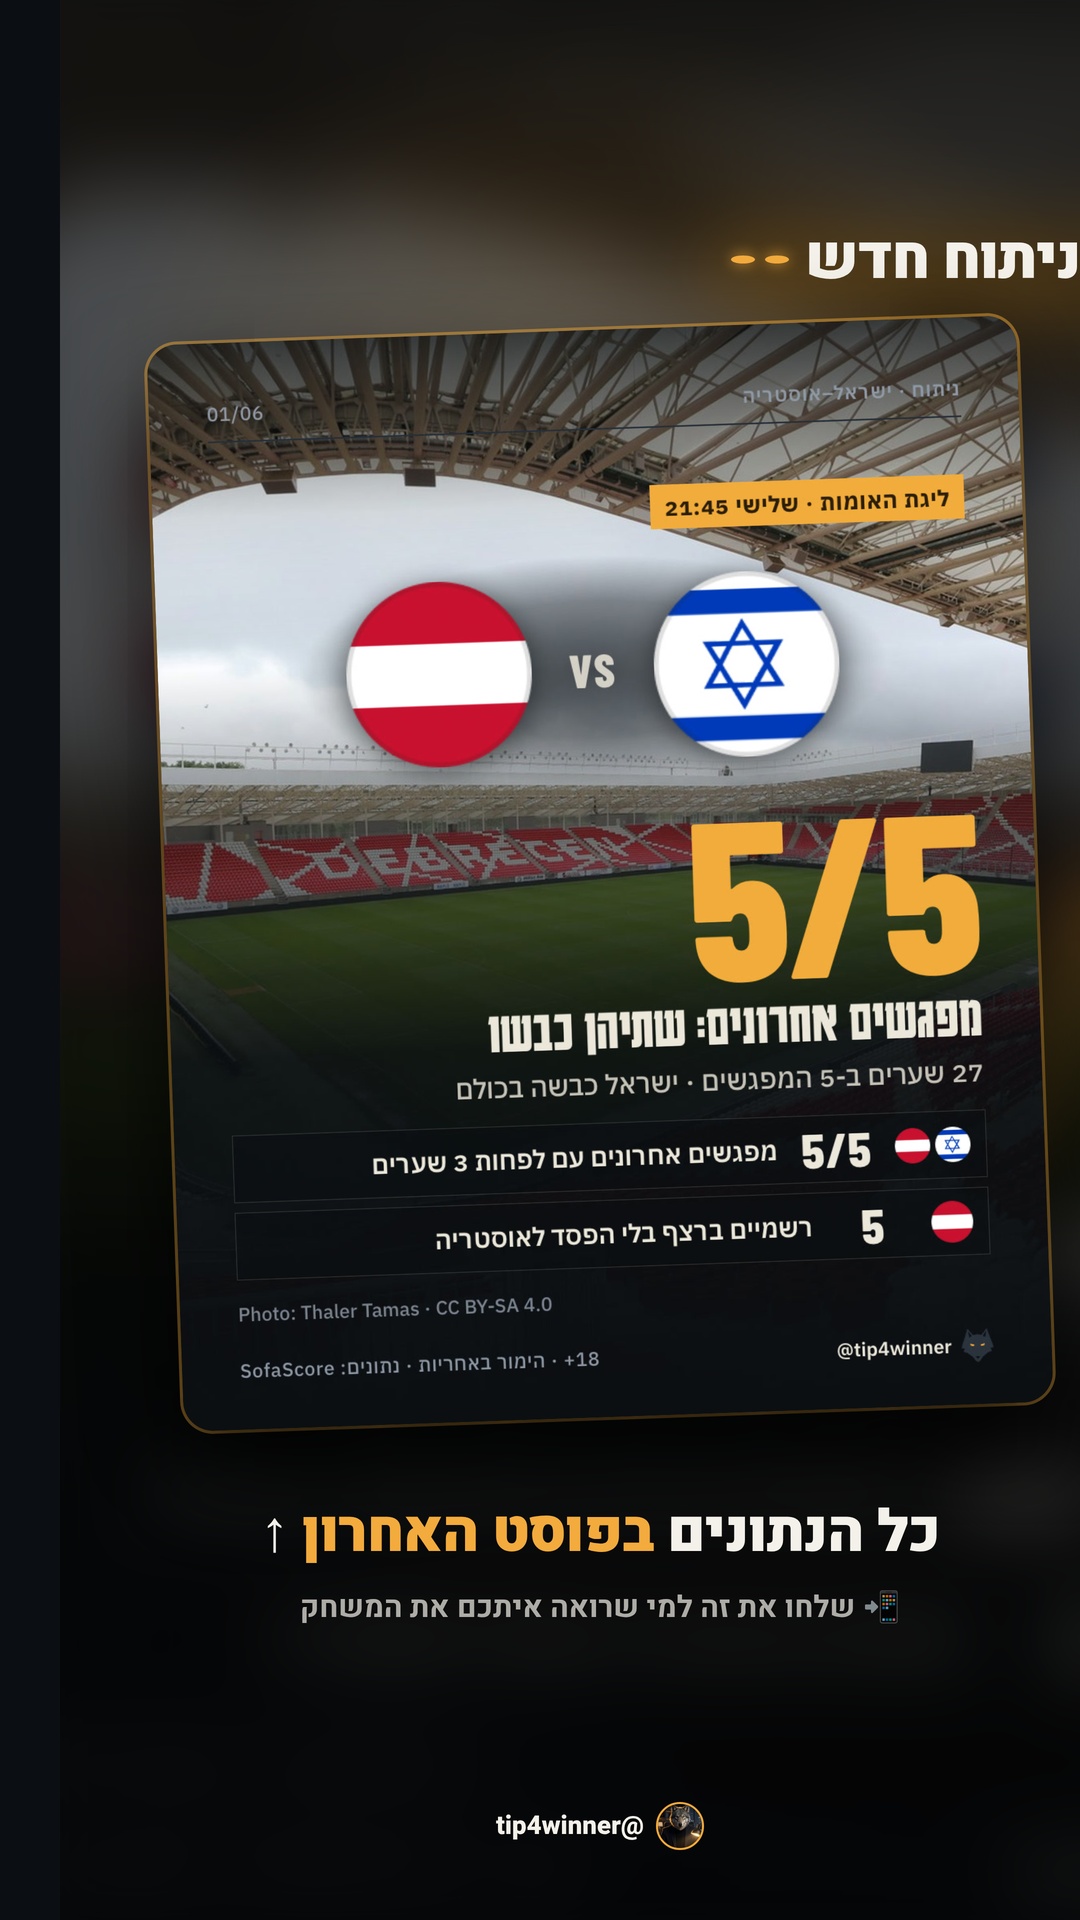 ניתוח חדש
ניתוח · ישראל–אוסטריה
01/06
ליגת האומות · שלישי 21:45
VS
DEBRECEN
5/5
מפגשים אחרונים: שתיהן כבשו
27 שערים ב-5 המפגשים · ישראל כבשה בכולם
5/5 מפגשים אחרונים עם לפחות 3 שערים
5 רשמיים ברצף בלי הפסד לאוסטריה
Photo: Thaler Tamas · CC BY-SA 4.0
@tip4winner
18+ · הימור באחריות · נתונים: SofaScore
כל הנתונים בפוסט האחרון ↑
📲 שלחו את זה למי שרואה איתכם את המשחק
tip4winner@